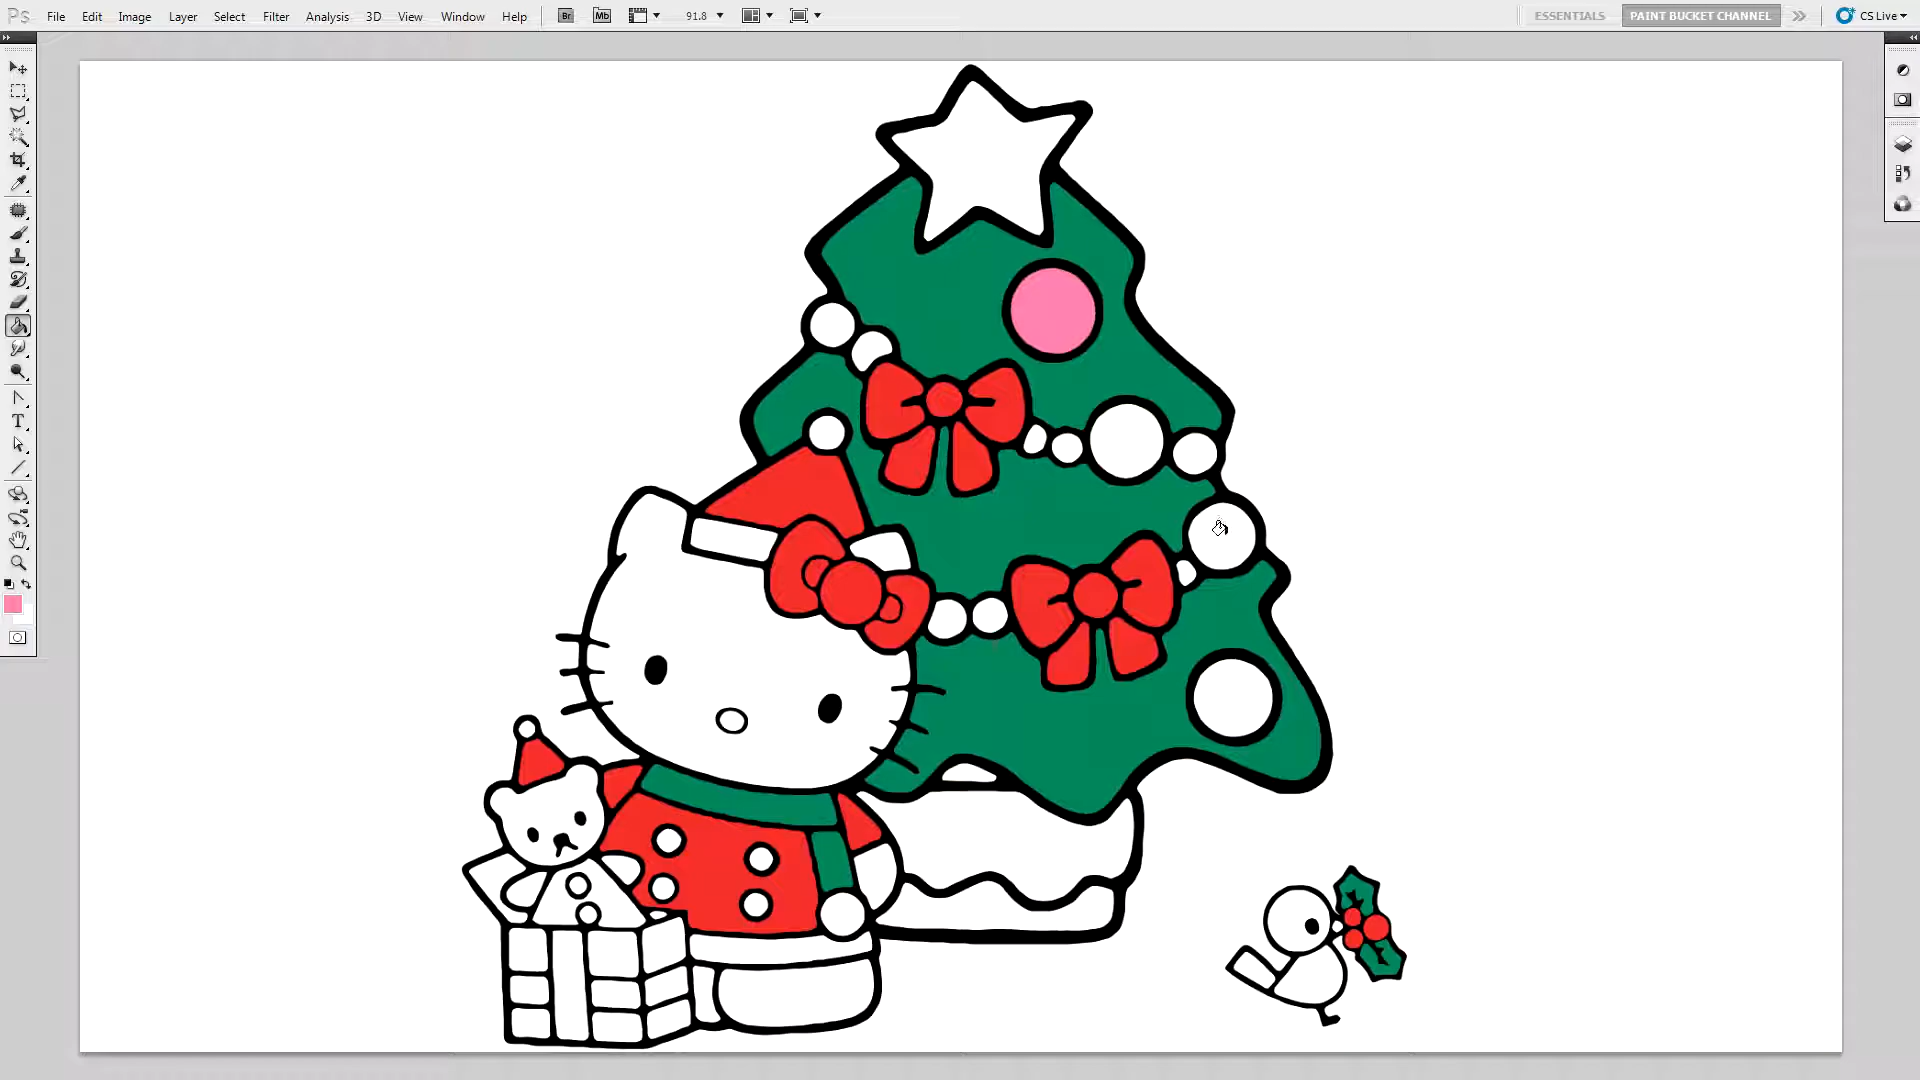 Ps File Edit Image Layer Select Filter Analysis 3D View Window Help Br Mb 91.8 ESSENTIALS PAINT BUCKET CHANNEL CS Live
T